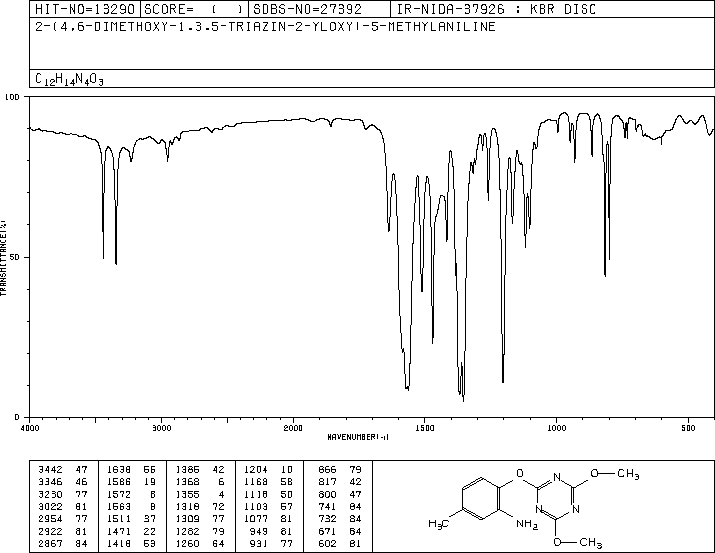 HIT-NO=13290 SCORE= ( ) SDBS-NO=27392 IR-NIDA-37926 : KBR DISC
2-(4,6-DIMETHOXY-1,3,5-TRIAZIN-2-YLOXY)-5-METHYLANILINE
C12H14N4O3
100
50
0
TRANSMITTANCE(%)
4000 3000 2000 1500 1000 500
WAVENUMBER(-1)
3442 47 1638 56 1386 42 1204 10 866 79
3346 46 1586 19 1368 6 1168 58 817 42
3230 77 1572 8 1355 4 1118 50 800 47
3022 81 1563 8 1318 72 1103 57 741 84
2954 77 1511 37 1309 77 1077 81 732 84
2922 81 1471 22 1282 79 949 81 671 84
2867 84 1418 53 1260 64 931 77 602 81
O N O CH3
N N
H3C NH2
O CH3